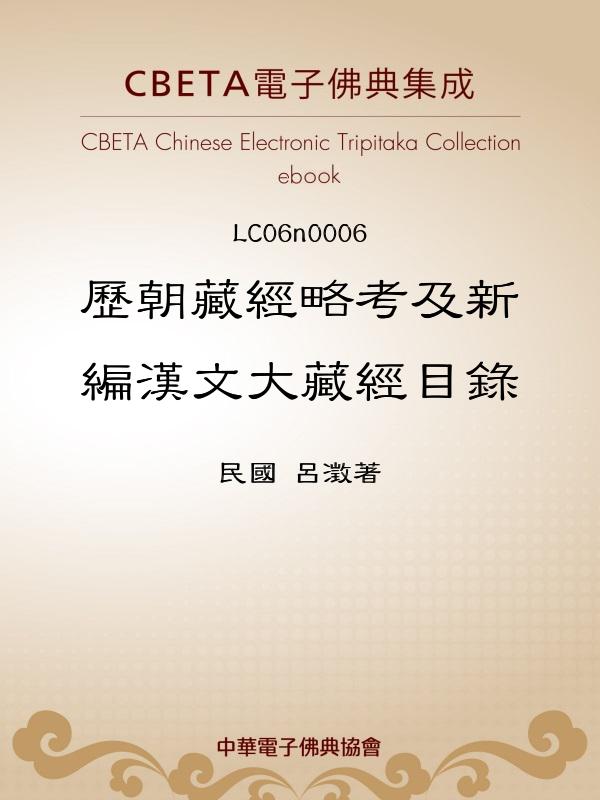 CBETA電子佛典集成
CBETA Chinese Electronic Tripitaka Collection
ebook
LC06n0006
歷朝藏經略考及新
編漢文大藏經目錄
民國 呂澂著
中華電子佛典協會